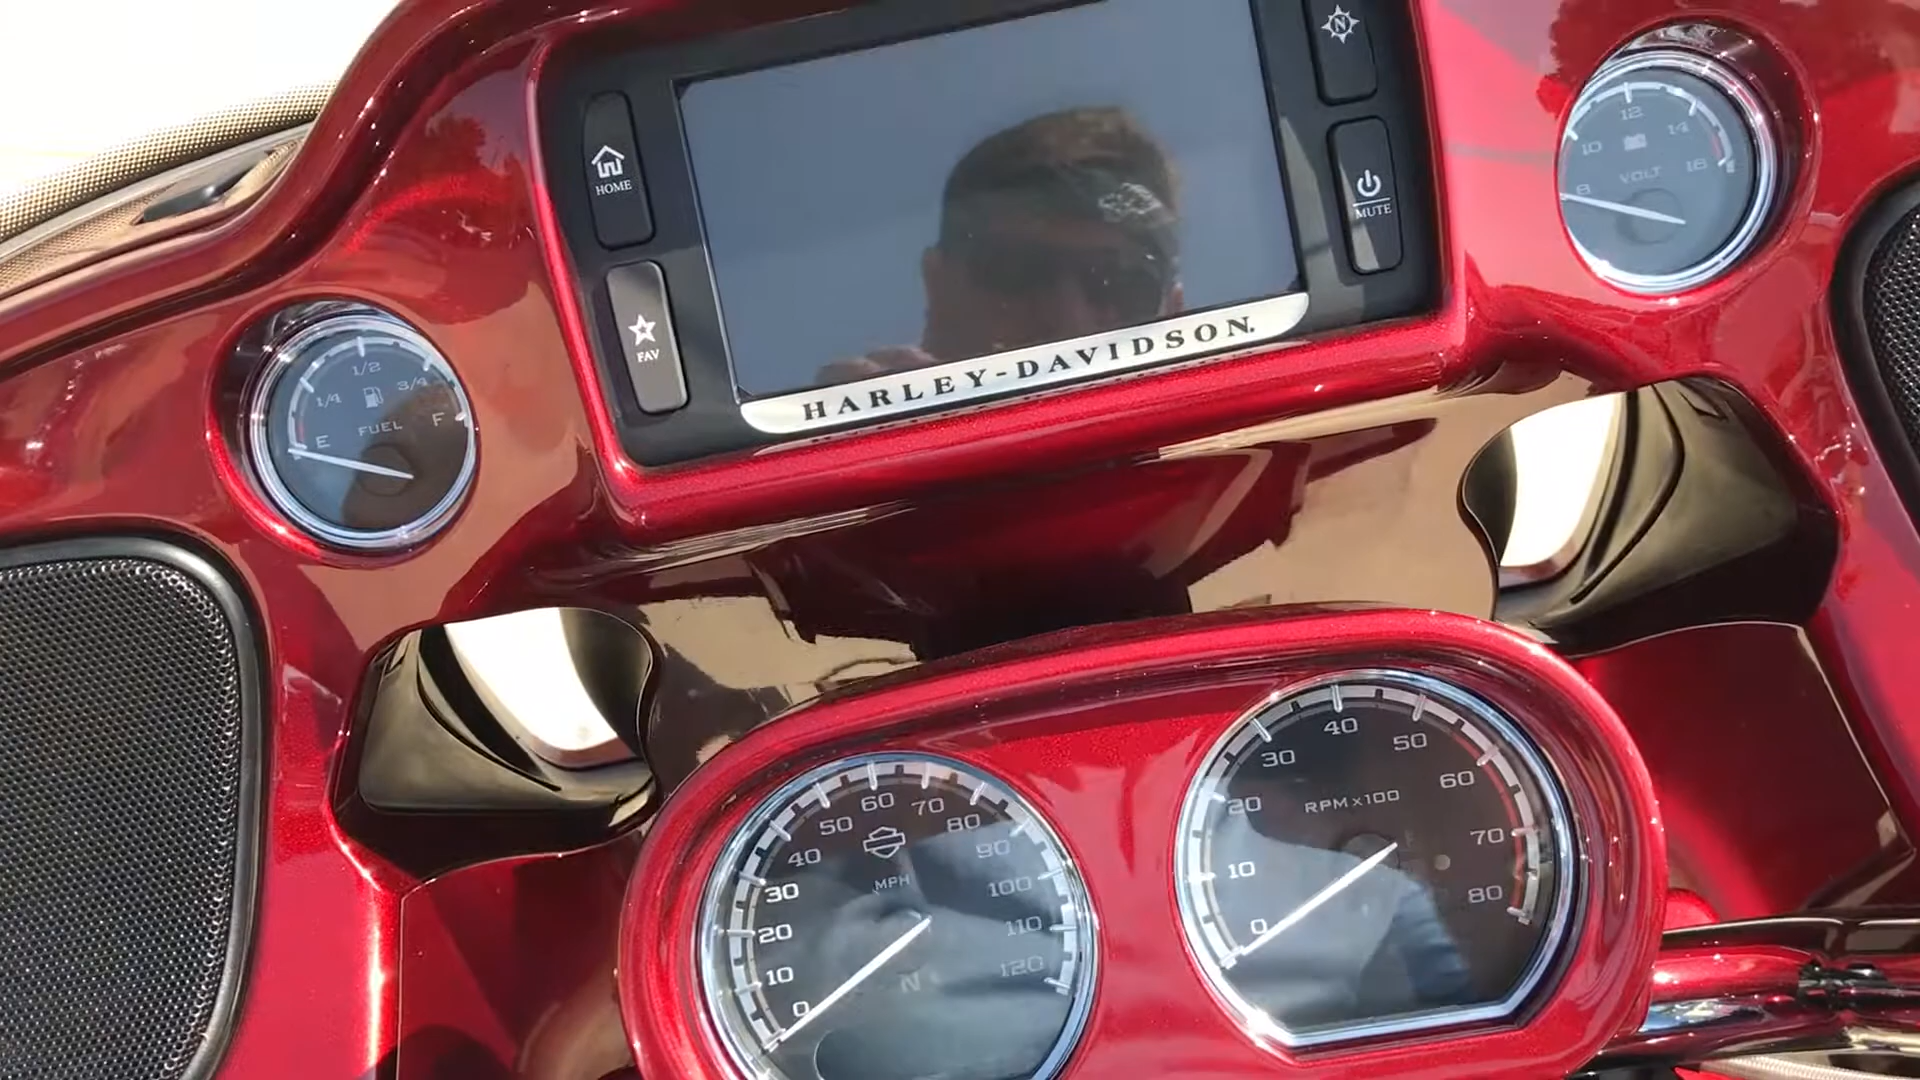 N
HOME
MUTE
FAV
HARLEY-DAVIDSON.
8 10 12 14 16
VOLT
E 1/4 1/2 3/4 F
FUEL
0 10 20 30 40 50 60 70 80 90 100 110 120
MPH
N
0 10 20 30 40 50 60 70 80
RPM x100